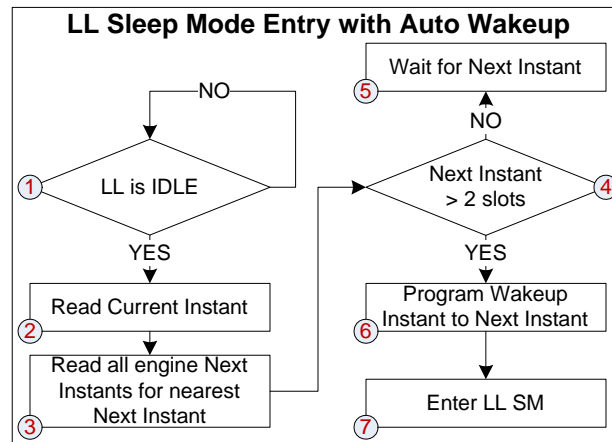 LL Sleep Mode Entry with Auto Wakeup
NO
1
LL is IDLE
YES
2
Read Current Instant
3
Read all engine Next
Instants for nearest
Next Instant
4
Next Instant
> 2 slots
NO
5
Wait for Next Instant
YES
6
Program Wakeup
Instant to Next Instant
7
Enter LL SM